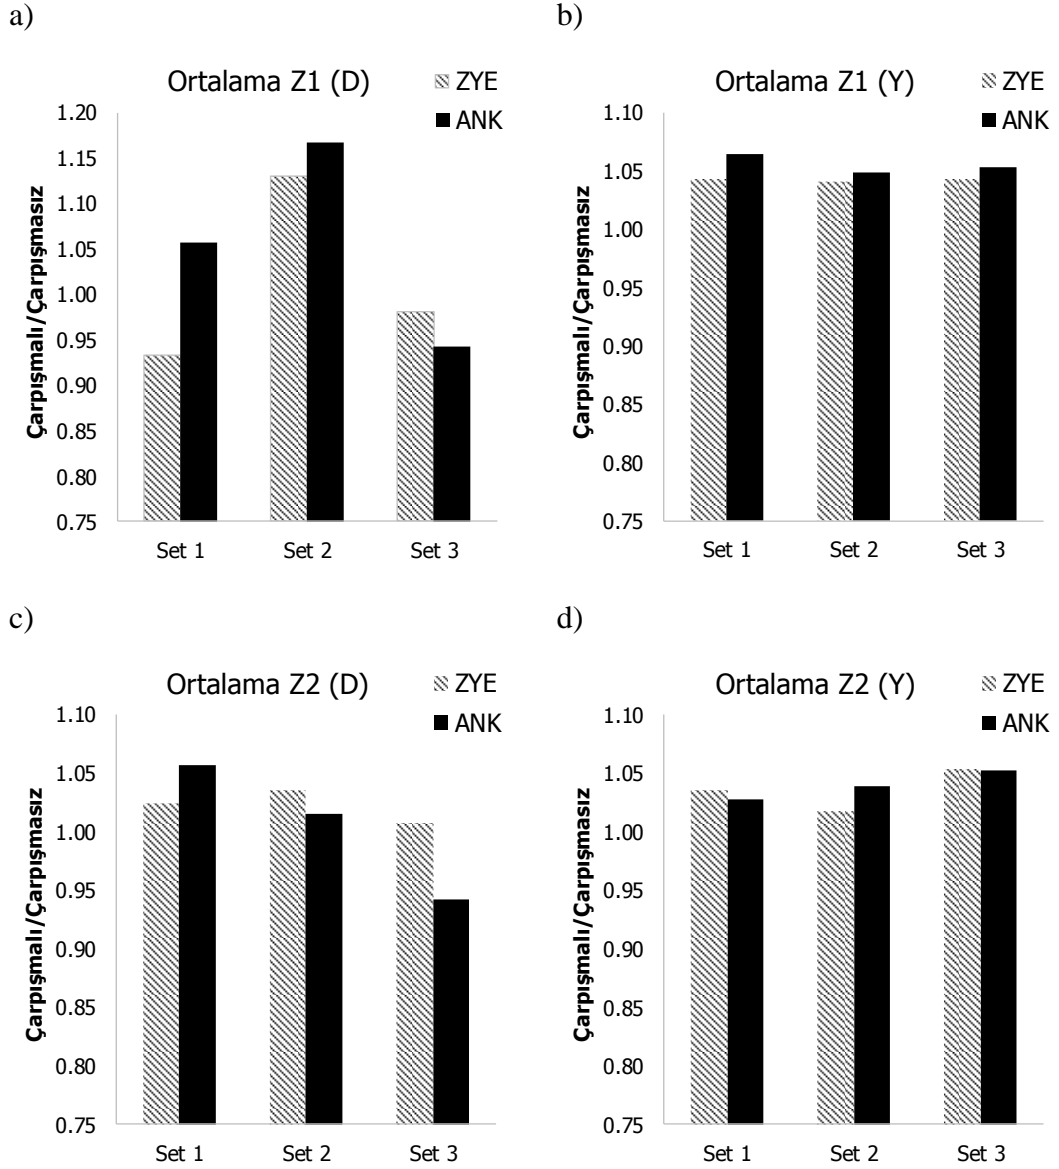 a)
Ortalama Z1 (D)
ZYE
ANK
Çarpışmalı/Çarpışmasız
1.20
1.15
1.10
1.05
1.00
0.95
0.90
0.85
0.80
0.75
Set 1 Set 2 Set 3
b)
Ortalama Z1 (Y)
ZYE
ANK
Çarpışmalı/Çarpışmasız
1.10
1.05
1.00
0.95
0.90
0.85
0.80
0.75
Set 1 Set 2 Set 3
c)
Ortalama Z2 (D)
ZYE
ANK
Çarpışmalı/Çarpışmasız
1.10
1.05
1.00
0.95
0.90
0.85
0.80
0.75
Set 1 Set 2 Set 3
d)
Ortalama Z2 (Y)
ZYE
ANK
Çarpışmalı/Çarpışmasız
1.10
1.05
1.00
0.95
0.90
0.85
0.80
0.75
Set 1 Set 2 Set 3